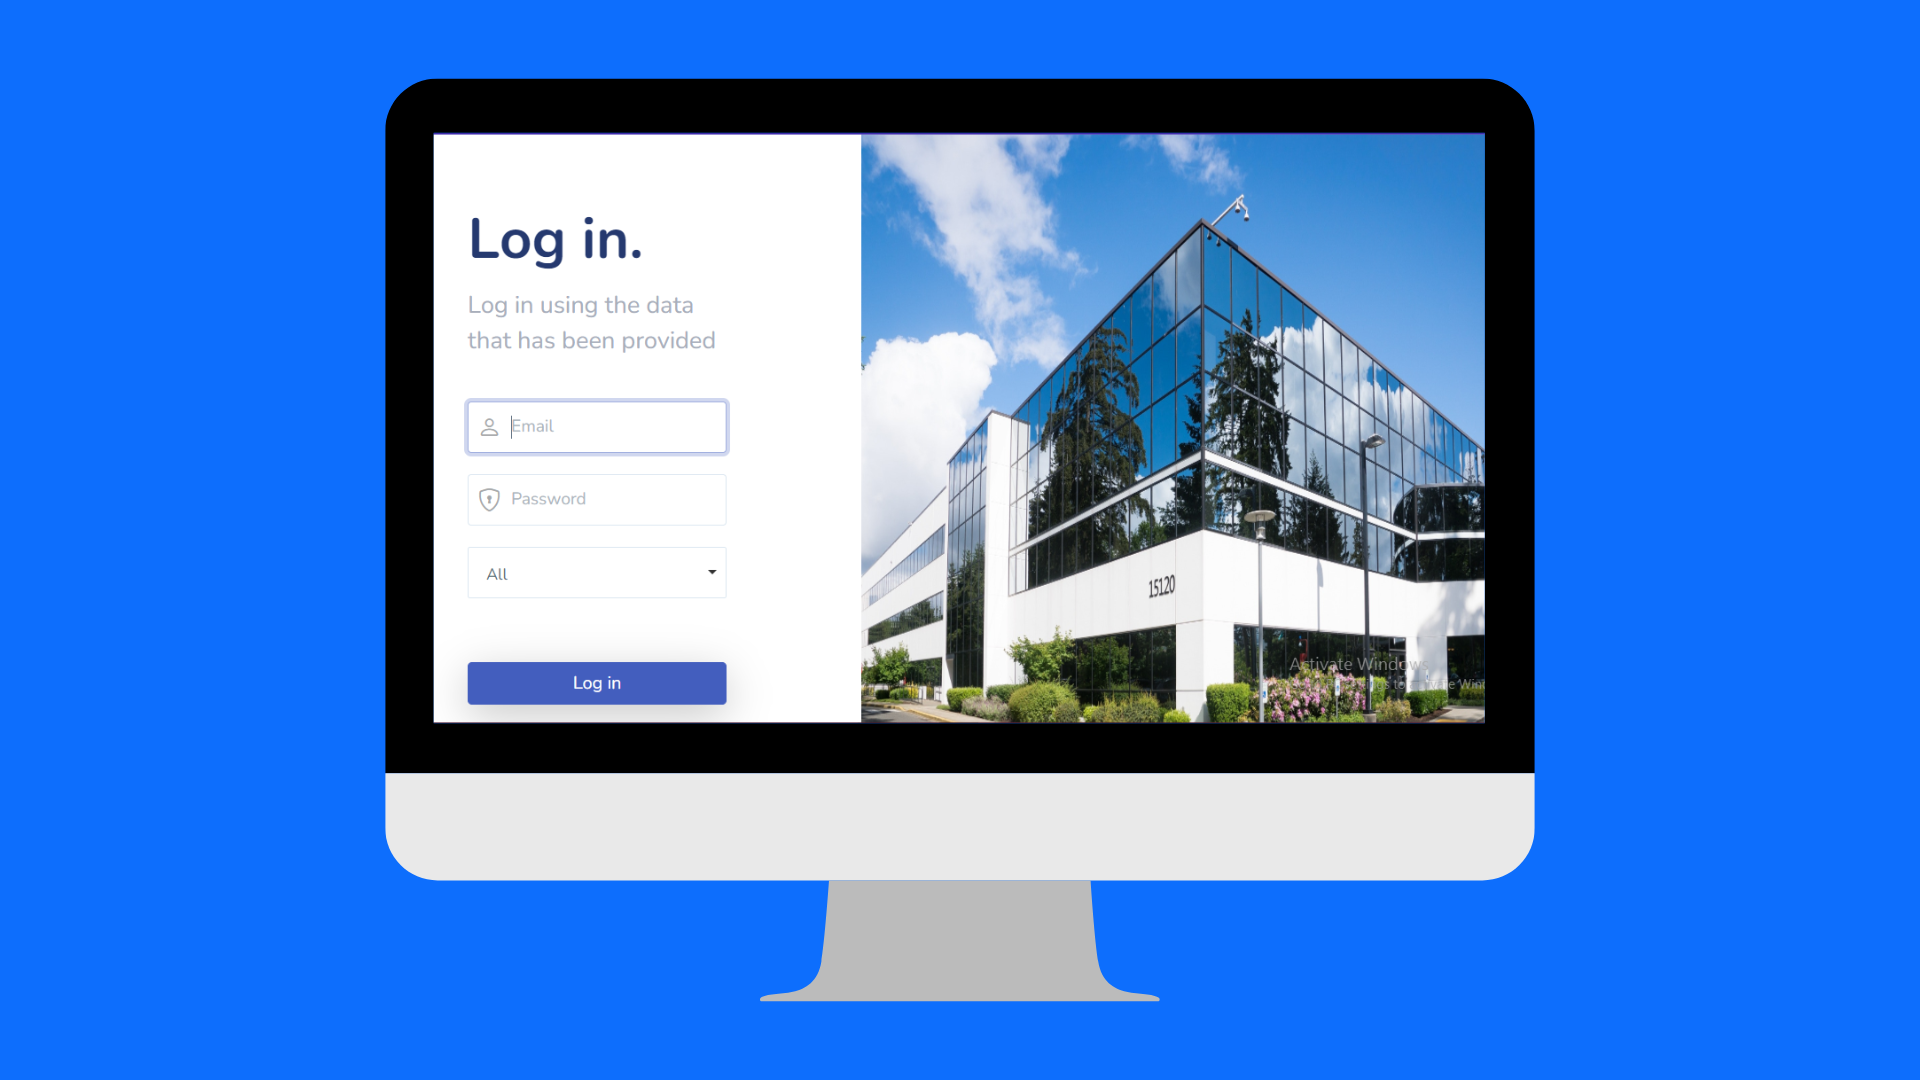 Log in.
Log in using the data
that has been provided
Email
Password
All
Log in
15120
Activate Windows